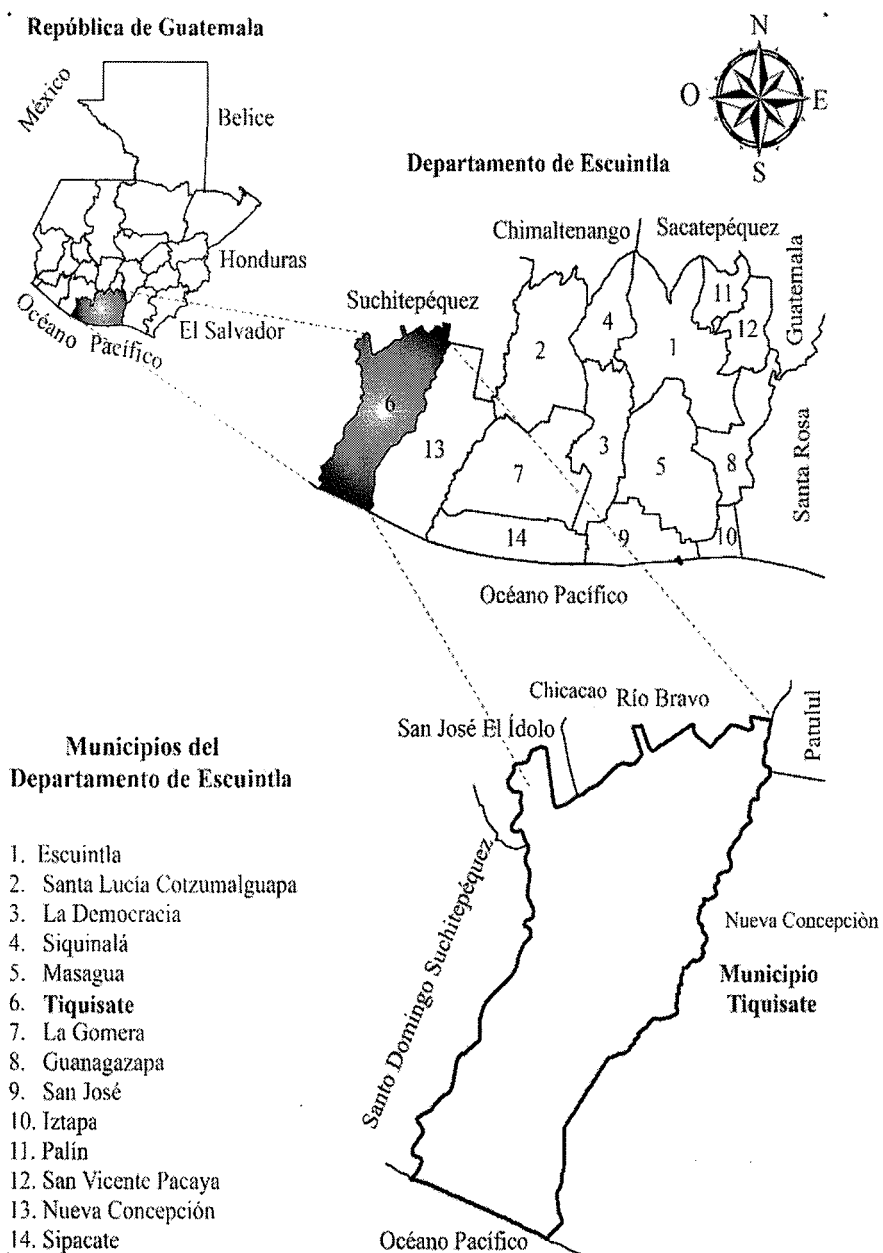 República de Guatemala
México
Belice
Honduras
El Salvador
Océano Pacífico
N
O
E
S
Departamento de Escuintla
Chimaltenango
Sacatepéquez
Guatemala
Suchitepéquez
Santa Rosa
11
4
12
2
1
6
13
3
5
8
7
14
9
10
Océano Pacífico
Chicacao
Río Bravo
San José El Ídolo
Patulul
Santo Domingo Suchitepéquez
Nueva Concepciòn
Municipio
Tiquisate
Océano Pacífico
Municipios del
Departamento de Escuintla
1. Escuintla
2. Santa Lucía Cotzumalguapa
3. La Democracia
4. Siquinalá
5. Masagua
6. Tiquisate
7. La Gomera
8. Guanagazapa
9. San José
10. Iztapa
11. Palín
12. San Vicente Pacaya
13. Nueva Concepción
14. Sipacate